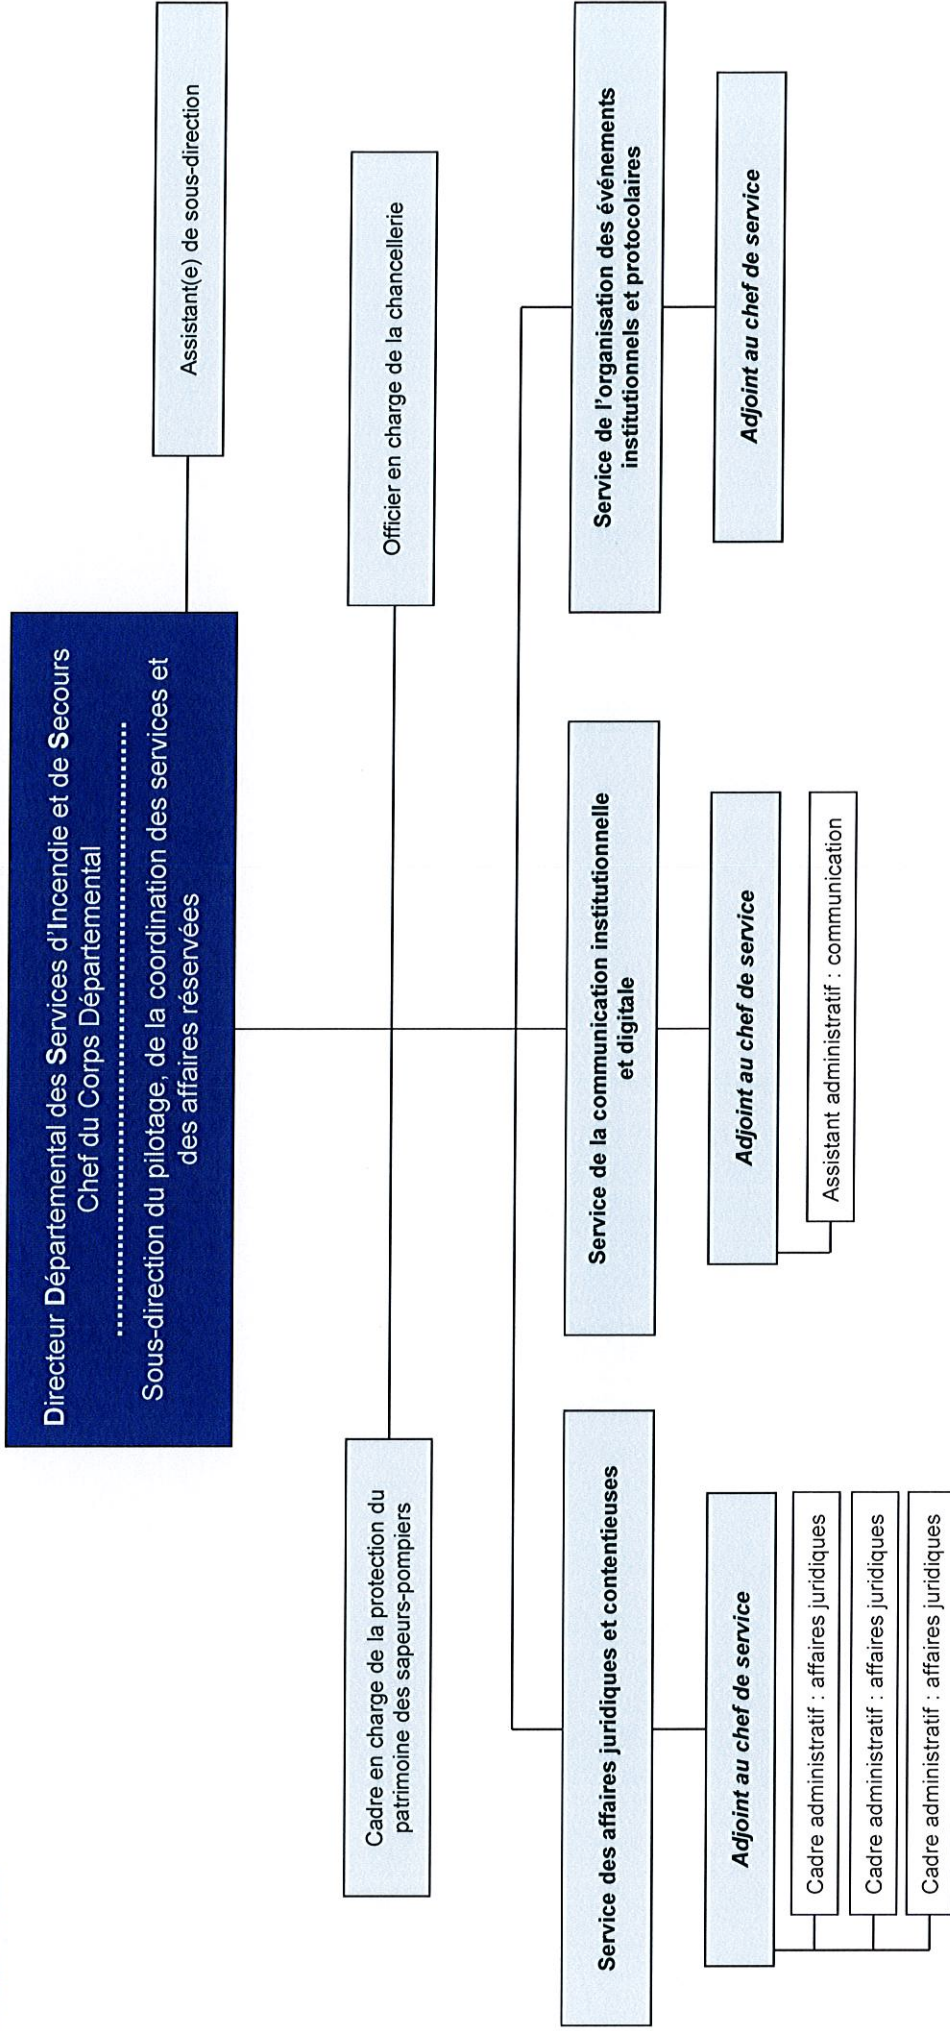 Directeur Départemental des Services d'Incendie et de Secours
Chef du Corps Départemental
Sous-direction du pilotage, de la coordination des services et
des affaires réservées
Assistant(e) de sous-direction
Cadre en charge de la protection du
patrimoine des sapeurs-pompiers
Officier en charge de la chancellerie
Service des affaires juridiques et contentieuses
Adjoint au chef de service
Cadre administratif : affaires juridiques
Cadre administratif : affaires juridiques
Cadre administratif : affaires juridiques
Service de la communication institutionnelle
et digitale
Adjoint au chef de service
Assistant administratif : communication
Service de l'organisation des événements
institutionnels et protocolaires
Adjoint au chef de service